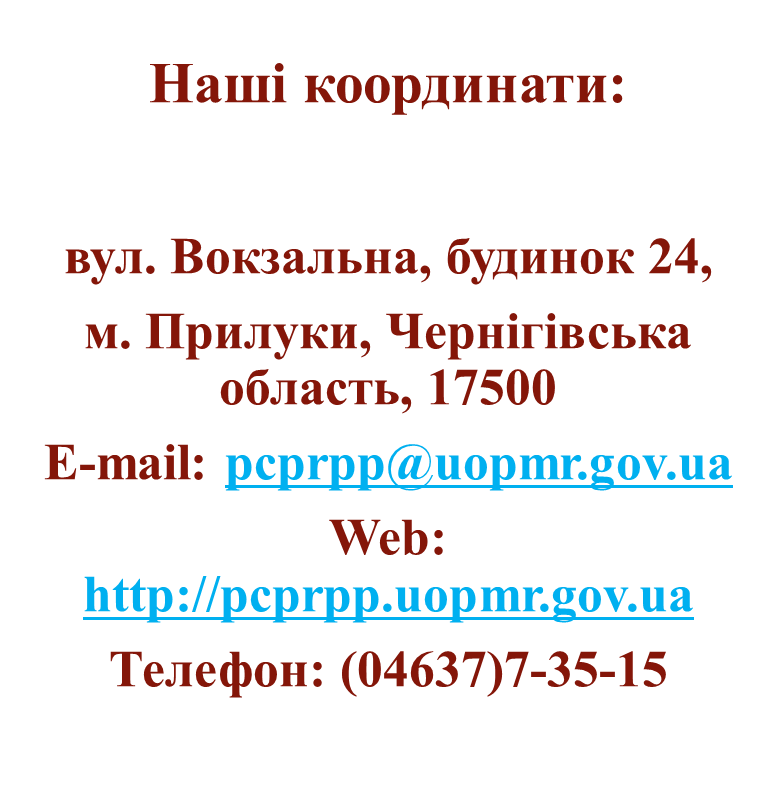 Наші координати:
вул. Вокзальна, будинок 24,
м. Прилуки, Чернігівська
область, 17500
E-mail: pcprpp@uopmr.gov.ua
Web:
http://pcprpp.uopmr.gov.ua
Телефон: (04637)7-35-15